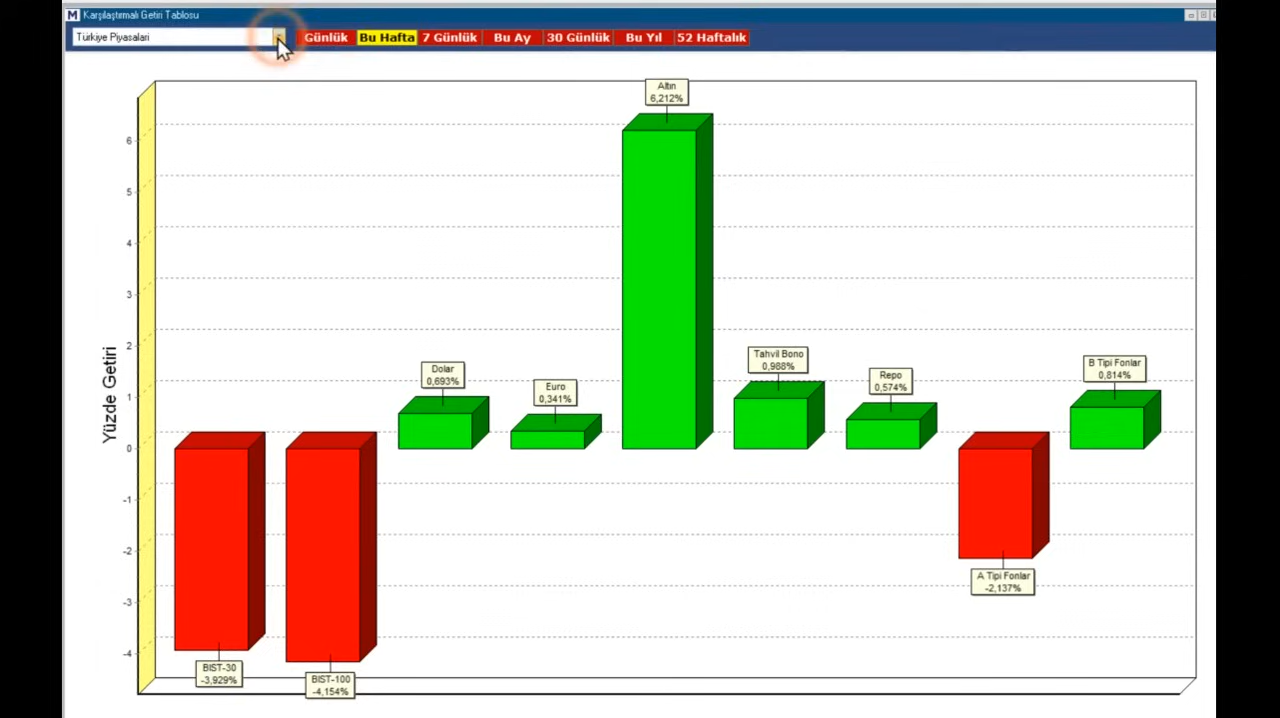 M Karşılaştırmalı Getiri Tablosu
Türkiye Piyasaları Günlük Bu Hafta 7 Günlük Bu Ay 30 Günlük Bu Yıl 52 Haftalık
Yüzde Getiri
6
5
4
3
2
1
0
-1
-2
-3
-4
BIST-30
-3,929%
BIST-100
-4,154%
Dolar
0,693%
Euro
0,341%
Altın
6,212%
Tahvil Bono
0,988%
Repo
0,574%
A Tipi Fonlar
-2,137%
B Tipi Fonlar
0,814%